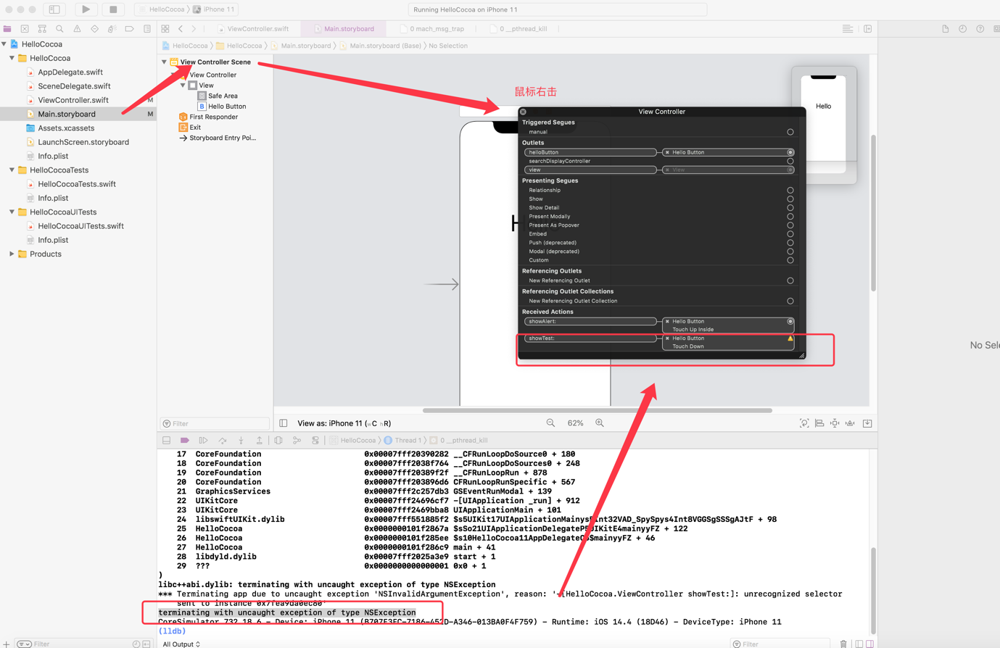 HelloCocoa
iPhone 11
Running HelloCocoa on iPhone 11
ViewController.swift
Main.storyboard
0 mach_msg_trap
0 __pthread_kill
HelloCocoa
HelloCocoa
HelloCocoa
Main.storyboard
Main.storyboard (Base)
No Selection
HelloCocoa
AppDelegate.swift
SceneDelegate.swift
ViewController.swift
M
Main.storyboard
M
Assets.xcassets
LaunchScreen.storyboard
Info.plist
HelloCocoaTests
HelloCocoaTests.swift
Info.plist
HelloCocoaUITests
HelloCocoaUITests.swift
Info.plist
Products
View Controller Scene
View Controller
View
Safe Area
B Hello Button
First Responder
Exit
Storyboard Entry Poi...
鼠标右击
Hello
View Controller
Triggered Segues
manual
Outlets
helloButton
Hello Button
searchDisplayController
view
View
Presenting Segues
Relationship
Show
Show Detail
Present Modally
Present As Popover
Embed
Push (deprecated)
Modal (deprecated)
Custom
Referencing Outlets
New Referencing Outlet
Referencing Outlet Collections
New Referencing Outlet Collection
Received Actions
showAlert:
Hello Button
Touch Up Inside
showTest:
Hello Button
Touch Down
No Sele
Filter
View as: iPhone 11 (wC hR)
62%
HelloCocoa
Thread 1
0 __pthread_kill
17 CoreFoundation 0x00007fff20390282 __CFRunLoopDoSource0 + 180
18 CoreFoundation 0x00007fff2038f764 __CFRunLoopDoSources0 + 248
19 CoreFoundation 0x00007fff20389f2f __CFRunLoopRun + 878
20 CoreFoundation 0x00007fff203896d6 CFRunLoopRunSpecific + 567
21 GraphicsServices 0x00007fff2c257db3 GSEventRunModal + 139
22 UIKitCore 0x00007fff24696cf7 -[UIApplication _run] + 912
23 UIKitCore 0x00007fff2469bba8 UIApplicationMain + 101
24 libswiftUIKit.dylib 0x00007fff551885f2 $s5UIKit17UIApplicationMainys5Int32VAD_SpySpys4Int8VGGSgSSSgAJtF + 98
25 HelloCocoa 0x0000000101f2867a $sSo21UIApplicationDelegateP5UIKitE4mainyyFZ + 122
26 HelloCocoa 0x0000000101f285ee $s10HelloCocoa11AppDelegateC5$mainyyFZ + 46
27 HelloCocoa 0x0000000101f286c9 main + 41
28 libdyld.dylib 0x00007fff2025a3e9 start + 1
29 ??? 0x0000000000000001 0x0 + 1
)
libc++abi.dylib: terminating with uncaught exception of type NSException
*** Terminating app due to uncaught exception 'NSInvalidArgumentException', reason: '-[HelloCocoa.ViewController showTest:]: unrecognized selector
sent to instance 0x7fea9da0ec80'
terminating with uncaught exception of type NSException
CoreSimulator 732.18.6 - Device: iPhone 11 (B707F3FC-7186-452D-A346-013BA0F4F759) - Runtime: iOS 14.4 (18D46) - DeviceType: iPhone 11
(lldb)
Filter
All Output
Filter